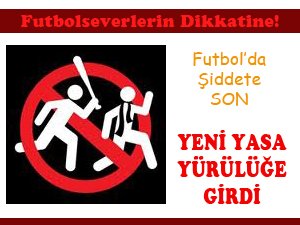 Futbolseverlerin Dikkatine!
Futbol'da
Şiddete
SON
YENİ YASA
YÜRÜLÜĞE
GİRDİ